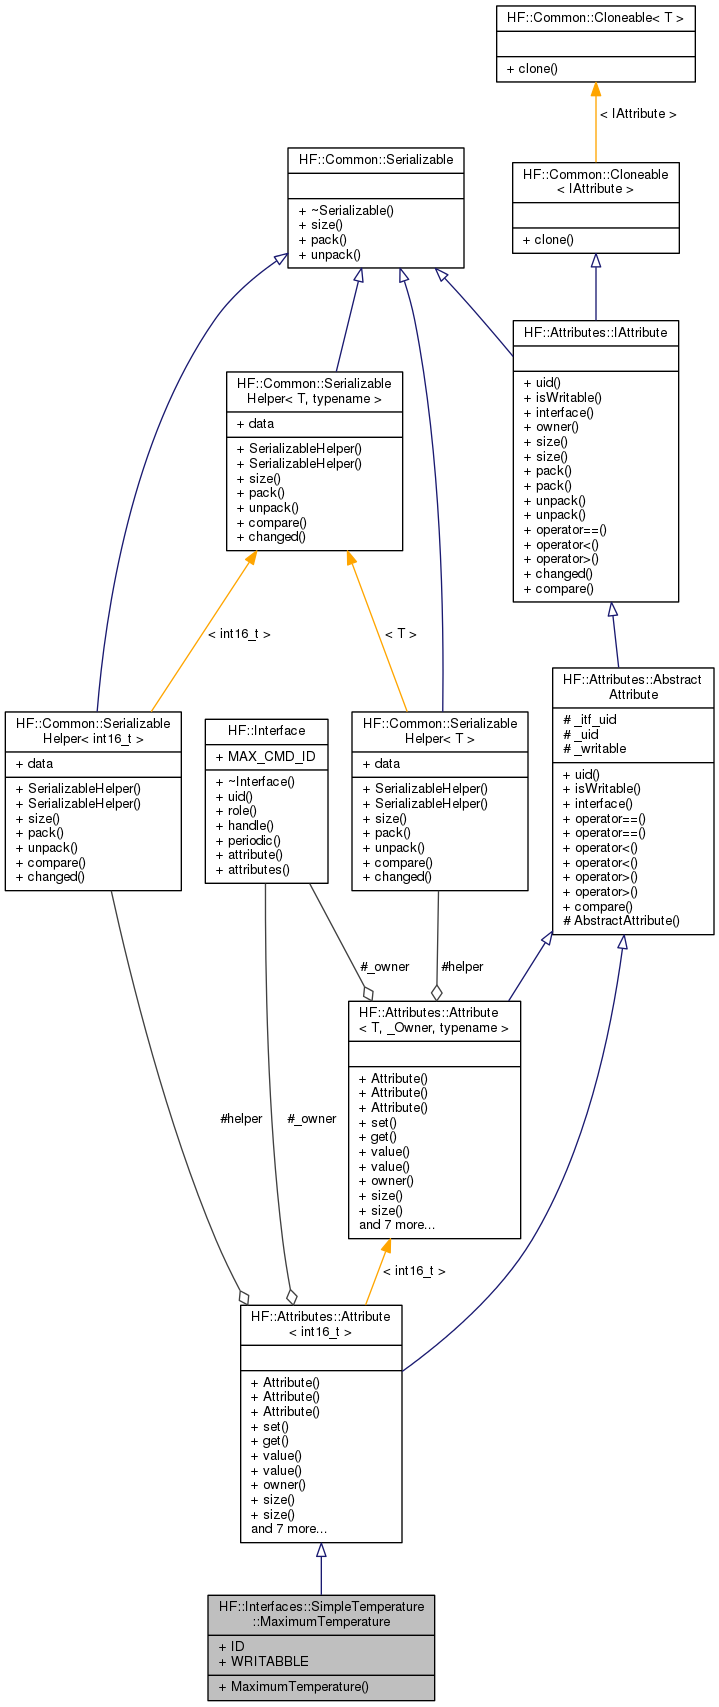 HF::Common::Cloneable< T >
+ clone()
< IAttribute >
HF::Common::Serializable
+ ~Serializable()
+ size()
+ pack()
+ unpack()
HF::Common::Cloneable
< IAttribute >
+ clone()
HF::Attributes::IAttribute
+ uid()
+ isWritable()
+ interface()
+ owner()
+ size()
+ size()
+ pack()
+ pack()
+ unpack()
+ unpack()
+ operator==()
+ operator<()
+ operator>()
+ changed()
+ compare()
HF::Common::Serializable
Helper< T, typename >
+ data
+ SerializableHelper()
+ SerializableHelper()
+ size()
+ pack()
+ unpack()
+ compare()
+ changed()
< int16_t >
< T >
HF::Attributes::Abstract
Attribute
# _itf_uid
# _uid
# _writable
+ uid()
+ isWritable()
+ interface()
+ operator==()
+ operator==()
+ operator<()
+ operator<()
+ operator>()
+ operator>()
+ compare()
# AbstractAttribute()
HF::Common::Serializable
Helper< int16_t >
+ data
+ SerializableHelper()
+ SerializableHelper()
+ size()
+ pack()
+ unpack()
+ compare()
+ changed()
HF::Interface
+ MAX_CMD_ID
+ ~Interface()
+ uid()
+ role()
+ handle()
+ periodic()
+ attribute()
+ attributes()
HF::Common::Serializable
Helper< T >
+ data
+ SerializableHelper()
+ SerializableHelper()
+ size()
+ pack()
+ unpack()
+ compare()
+ changed()
#_owner
#helper
HF::Attributes::Attribute
< T, _Owner, typename >
+ Attribute()
+ Attribute()
+ Attribute()
+ set()
+ get()
+ value()
+ value()
+ owner()
+ size()
+ size()
and 7 more...
#helper
#_owner
< int16_t >
HF::Attributes::Attribute
< int16_t >
+ Attribute()
+ Attribute()
+ Attribute()
+ set()
+ get()
+ value()
+ value()
+ owner()
+ size()
+ size()
and 7 more...
HF::Interfaces::SimpleTemperature
::MaximumTemperature
+ ID
+ WRITABBLE
+ MaximumTemperature()